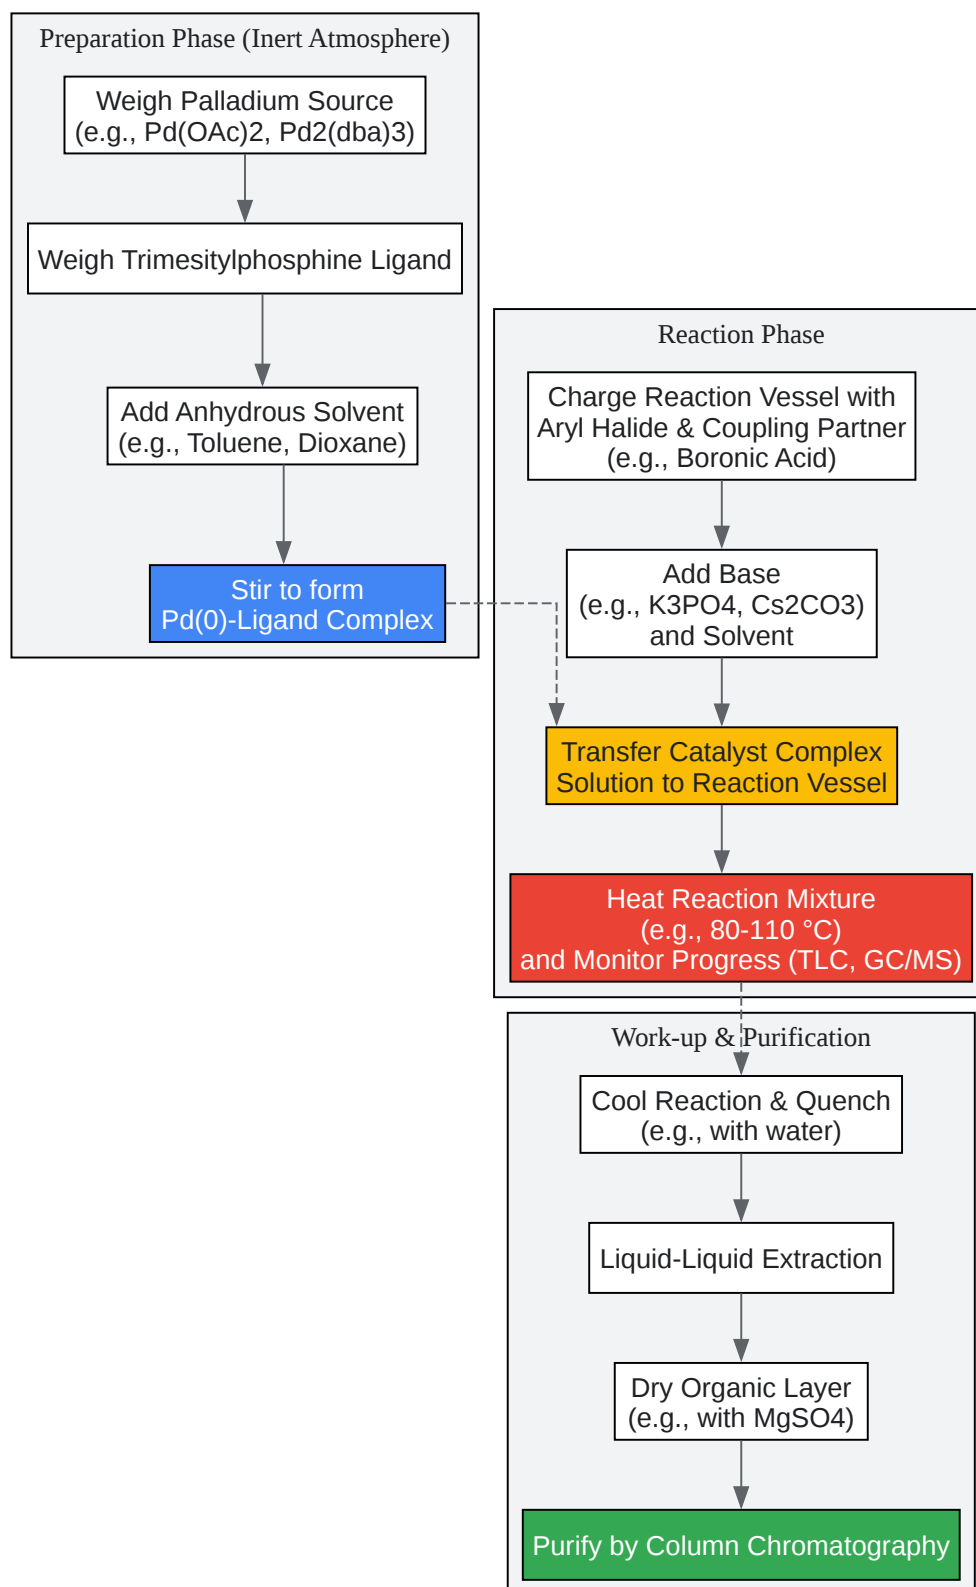 Preparation Phase (Inert Atmosphere)
Weigh Palladium Source
(e.g., Pd(OAc)2, Pd2(dba)3)
Weigh Trimesitylphosphine Ligand
Add Anhydrous Solvent
(e.g., Toluene, Dioxane)
Stir to form
Pd(0)-Ligand Complex
Reaction Phase
Charge Reaction Vessel with
Aryl Halide & Coupling Partner
(e.g., Boronic Acid)
Add Base
(e.g., K3PO4, Cs2CO3)
and Solvent
Transfer Catalyst Complex
Solution to Reaction Vessel
Heat Reaction Mixture
(e.g., 80-110 °C)
and Monitor Progress (TLC, GC/MS)
Work-up & Purification
Cool Reaction & Quench
(e.g., with water)
Liquid-Liquid Extraction
Dry Organic Layer
(e.g., with MgSO4)
Purify by Column Chromatography